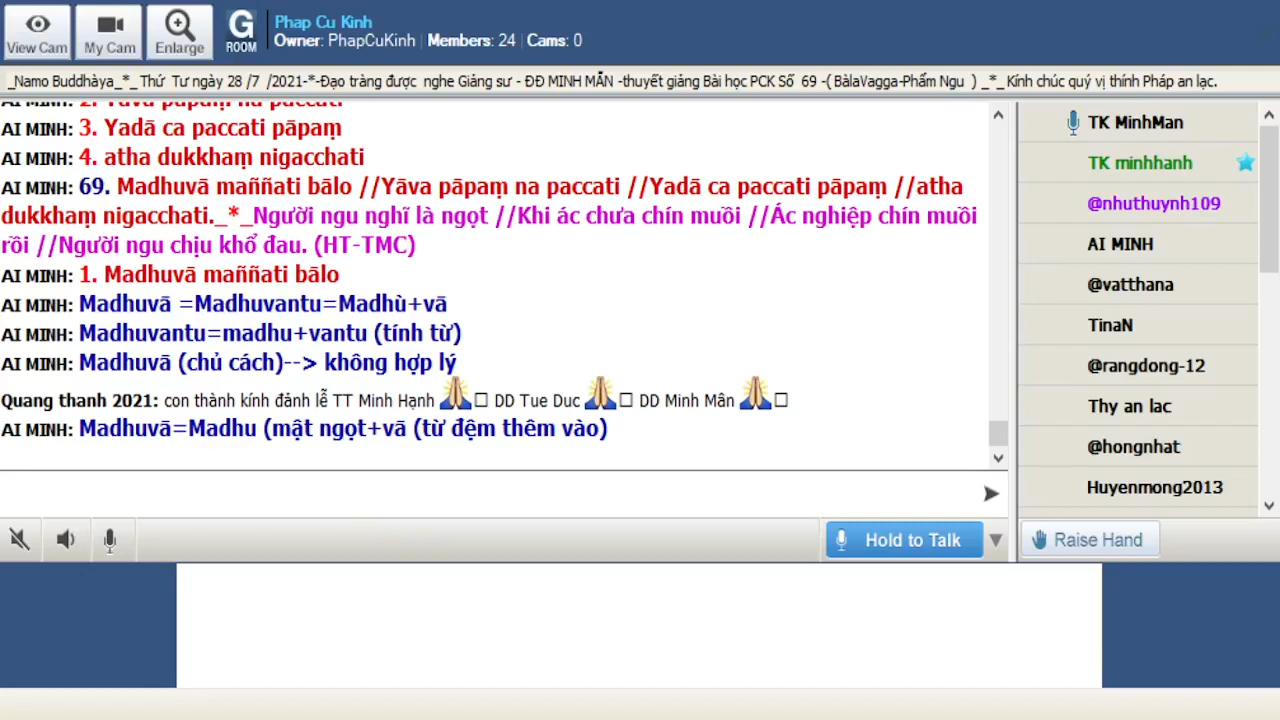 View Cam
My Cam
Enlarge
G
ROOM
Phap Cu Kinh
Owner: PhapCuKinh | Members: 24 | Cams: 0
_Namo Buddhàya_*_ Thứ Tư ngày 28 /7 /2021-*-Đạo tràng được nghe Giảng sư - ĐĐ MINH MẪN -thuyết giảng Bài học PCK Số 69 -( BàlaVagga-Phẩm Ngu ) _*_ Kính chúc quý vị thính Pháp an lạc.
AI MINH: 2. Yāva pāpaṃ na paccati
AI MINH: 3. Yadā ca paccati pāpaṃ
AI MINH: 4. atha dukkhaṃ nigacchati
AI MINH: 69. Madhuvā maññati bālo //Yāva pāpaṃ na paccati //Yadā ca paccati pāpaṃ //atha
dukkhaṃ nigacchati._*_Người ngu nghĩ là ngọt //Khi ác chưa chín muồi //Ác nghiệp chín muồi
rồi //Người ngu chịu khổ đau. (HT-TMC)
AI MINH: 1. Madhuvā maññati bālo
AI MINH: Madhuvā =Madhuvantu=Madhù+vā
AI MINH: Madhuvantu=madhu+vantu (tính từ)
AI MINH: Madhuvā (chủ cách)--> không hợp lý
Quang thanh 2021: con thành kính đảnh lễ TT Minh Hạnh 🙏□ DD Tue Duc 🙏□ DD Minh Mân 🙏□
AI MINH: Madhuvā=Madhu (mật ngọt+vā (từ đệm thêm vào)
TK MinhMan
TK minhhanh
@nhuthuynh109
AI MINH
@vatthana
TinaN
@rangdong-12
Thy an lac
@hongnhat
Huyenmong2013
Hold to Talk
Raise Hand